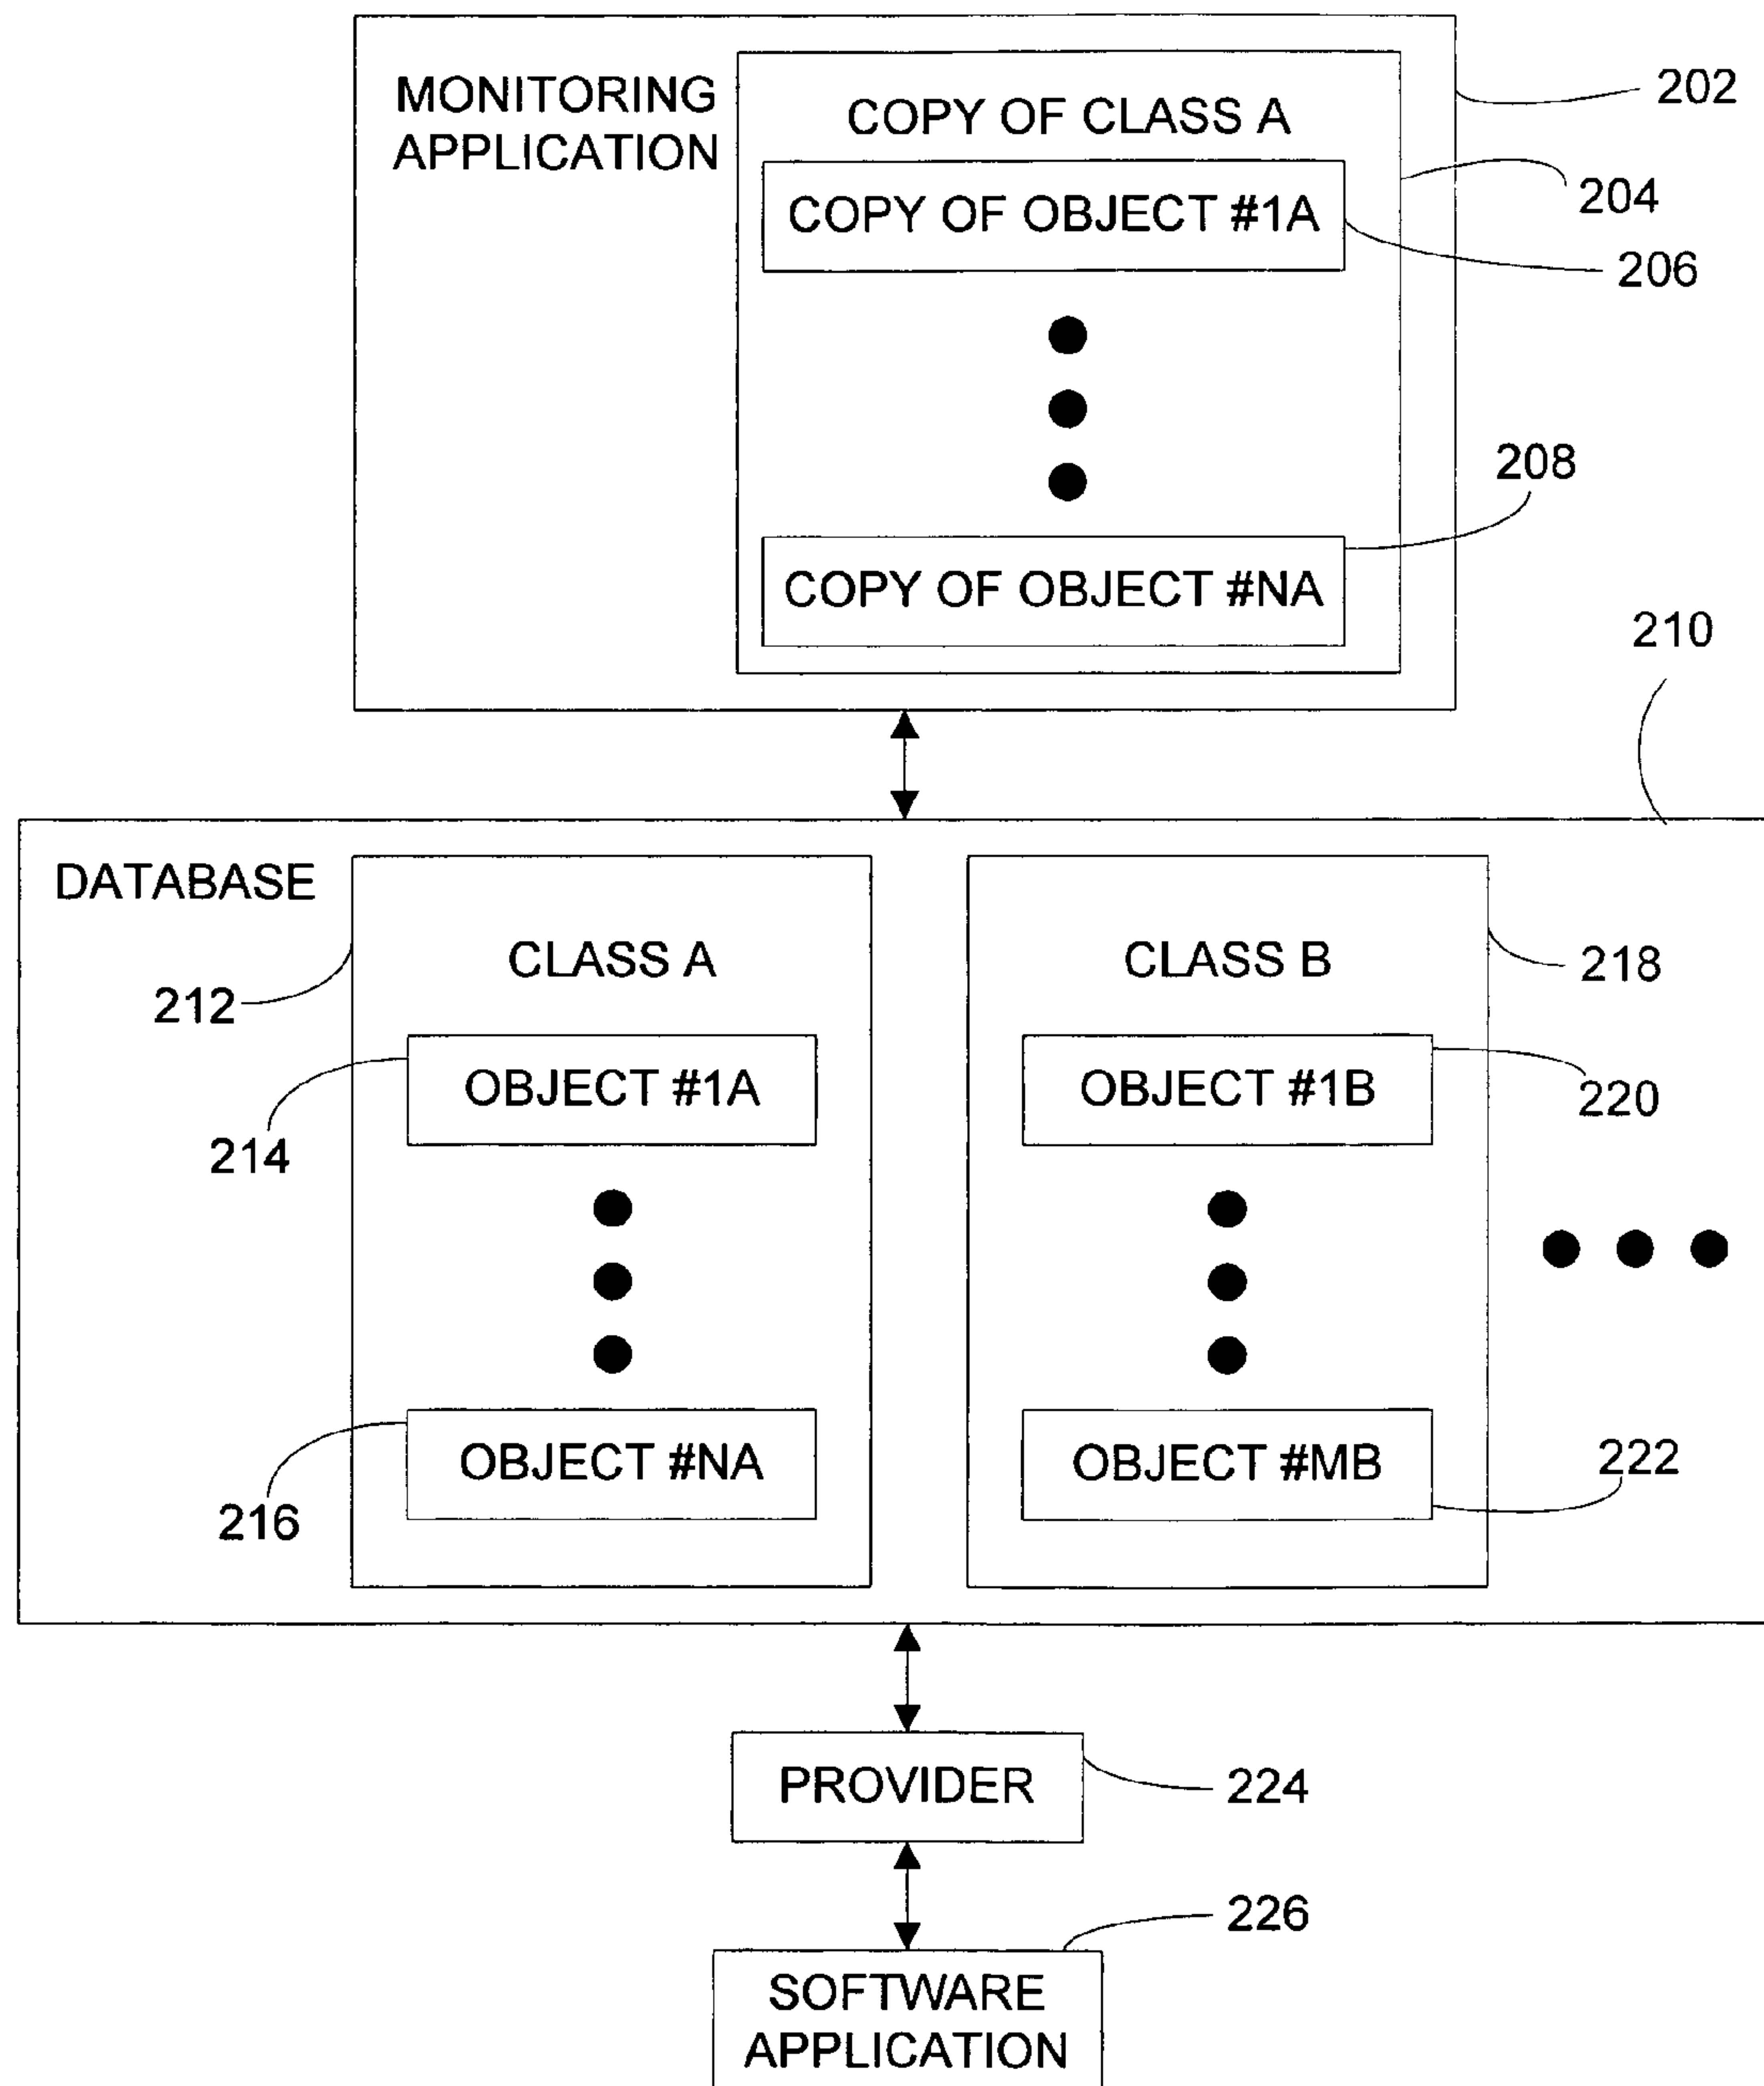 MONITORING
APPLICATION
COPY OF CLASS A
202
COPY OF OBJECT #1A
204
206
208
COPY OF OBJECT #NA
210
DATABASE
CLASS A
CLASS B
212
218
OBJECT #1A
OBJECT #1B
214
220
OBJECT #NA
OBJECT #MB
216
222
PROVIDER
224
226
SOFTWARE
APPLICATION